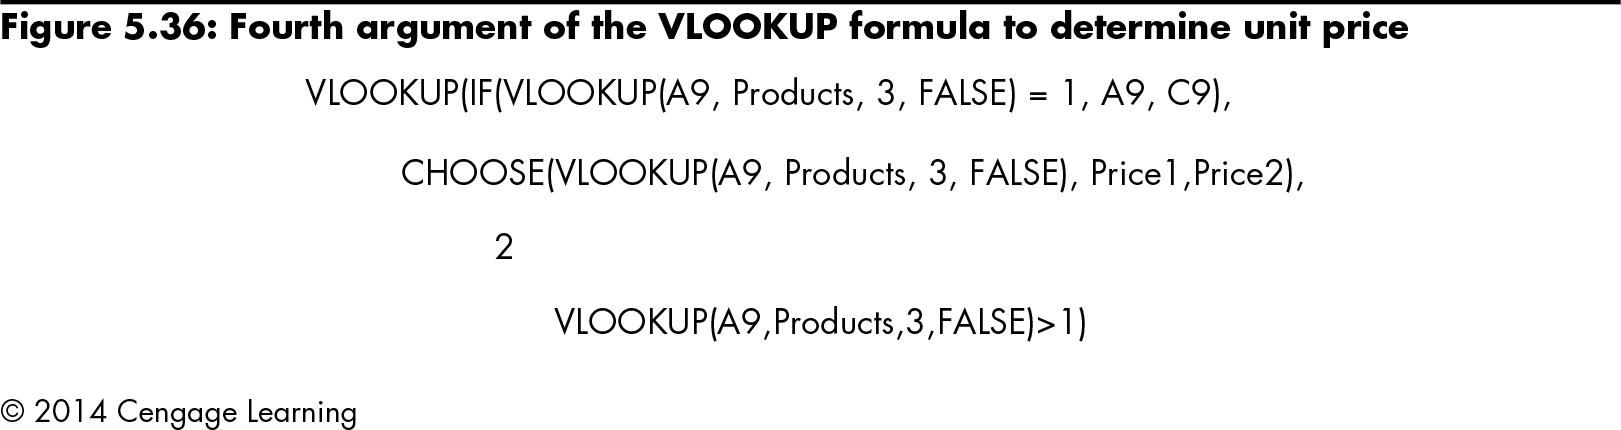 Figure 5.36: Fourth argument of the VLOOKUP formula to determine unit price
VLOOKUP(IF(VLOOKUP(A9, Products, 3, FALSE) = 1, A9, C9),
CHOOSE(VLOOKUP(A9, Products, 3, FALSE), Price1,Price2),
2
VLOOKUP(A9,Products,3,FALSE)>1)
© 2014 Cengage Learning